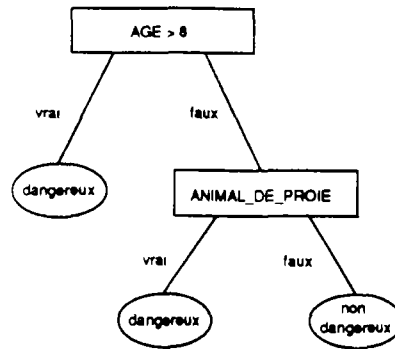 AGE > 8
vrai
faux
dangereux
ANIMAL_DE_PROIE
vrai
faux
dangereux
non
dangereux